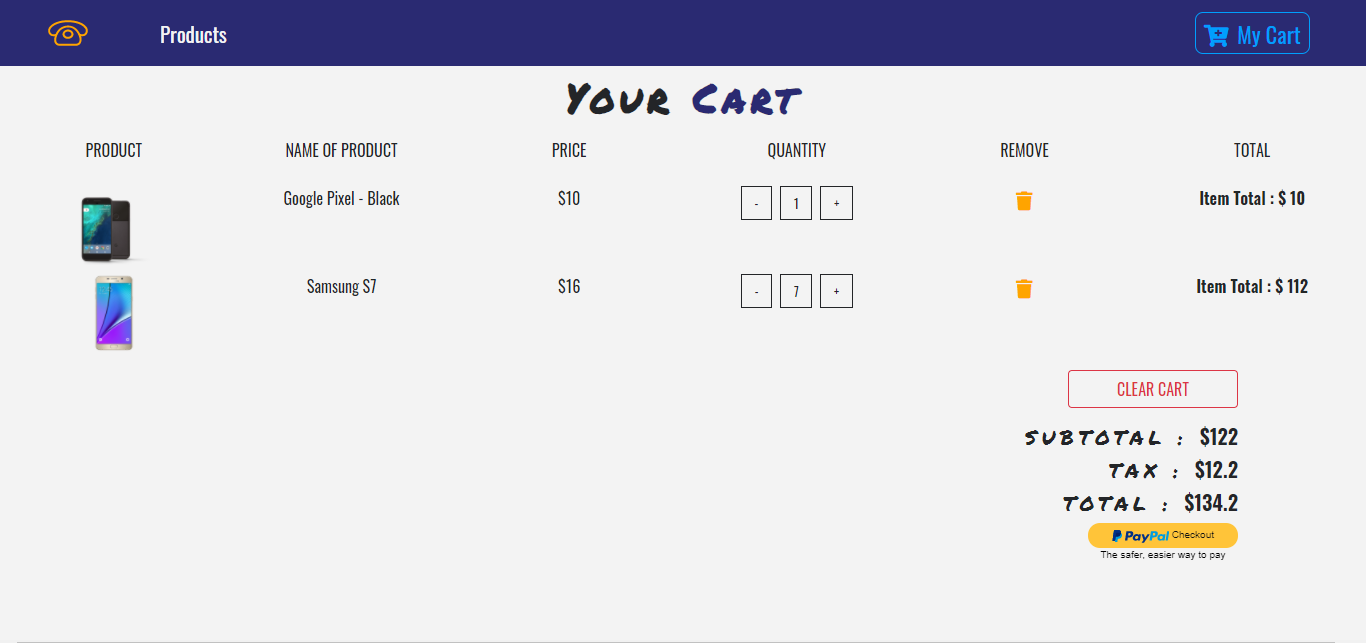 Products
My Cart
Your Cart
PRODUCT NAME OF PRODUCT PRICE QUANTITY REMOVE TOTAL
Google Pixel - Black $10 - 1 + Item Total : $ 10
Samsung S7 $16 - 7 + Item Total : $ 112
CLEAR CART
SUBTOTAL : $122
TAX : $12.2
TOTAL : $134.2
PayPal Checkout
The safer, easier way to pay